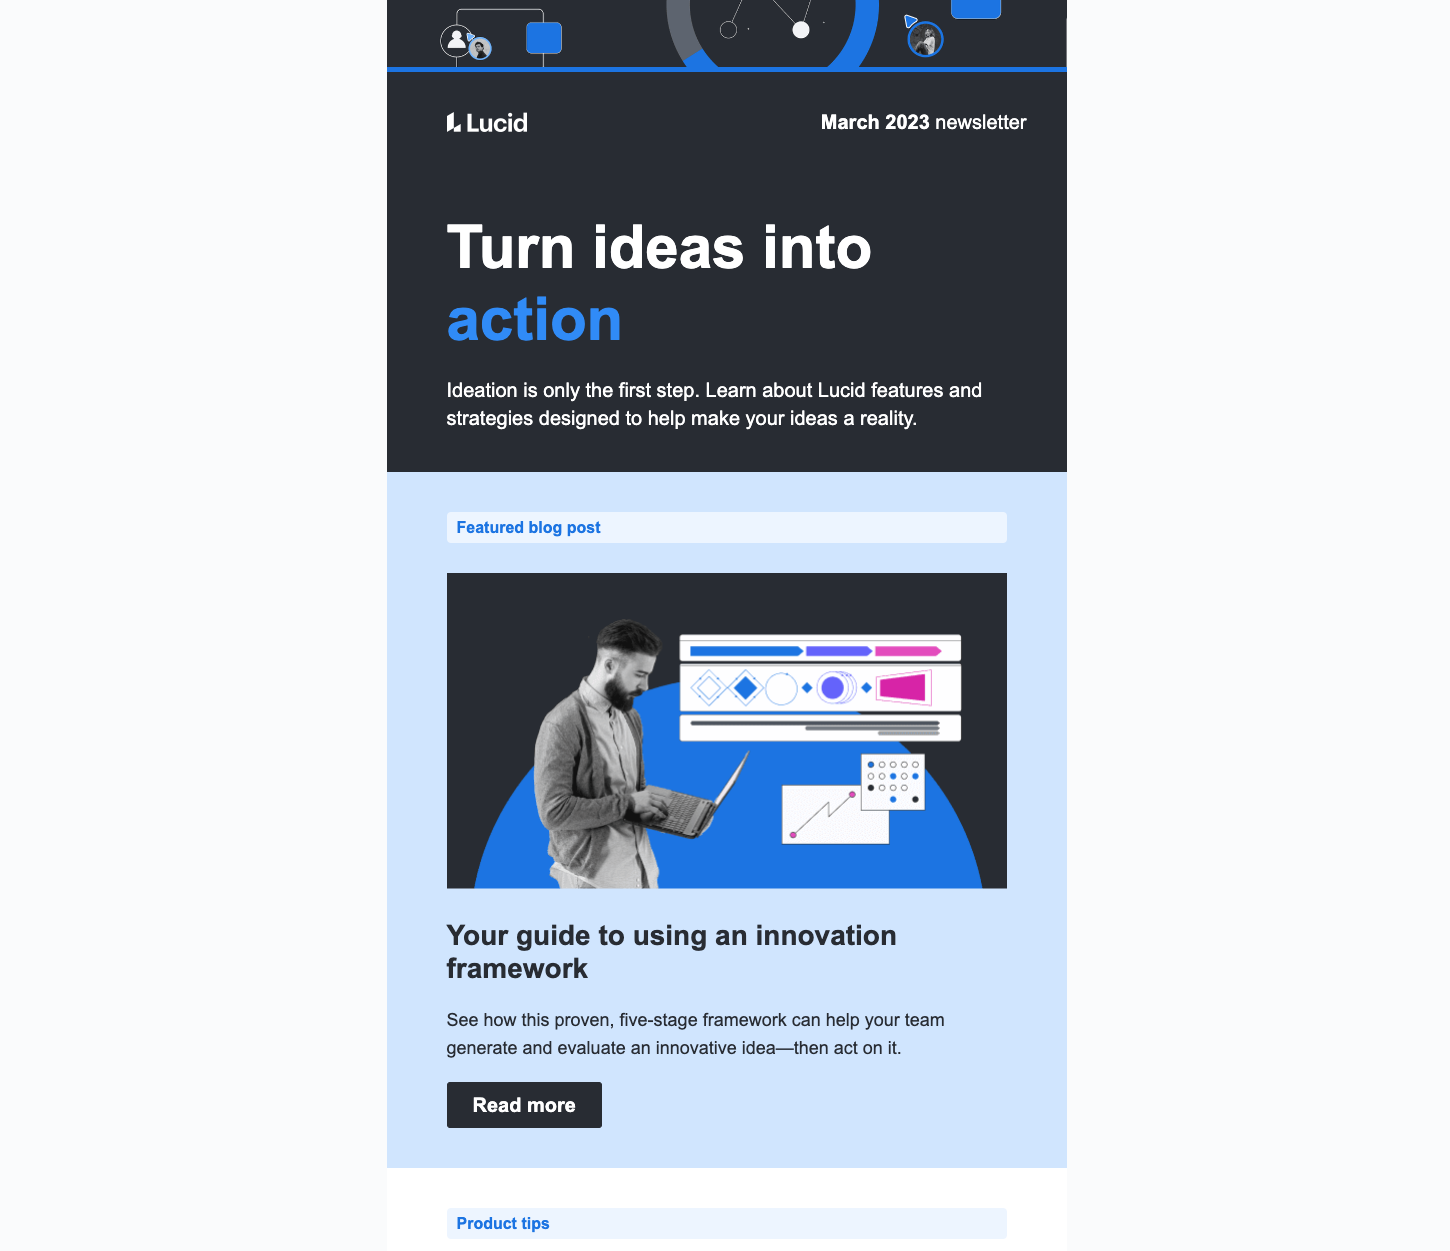 Lucid
March 2023 newsletter
Turn ideas into
action
Ideation is only the first step. Learn about Lucid features and
strategies designed to help make your ideas a reality.
Featured blog post
Your guide to using an innovation
framework
See how this proven, five-stage framework can help your team
generate and evaluate an innovative idea—then act on it.
Read more
Product tips